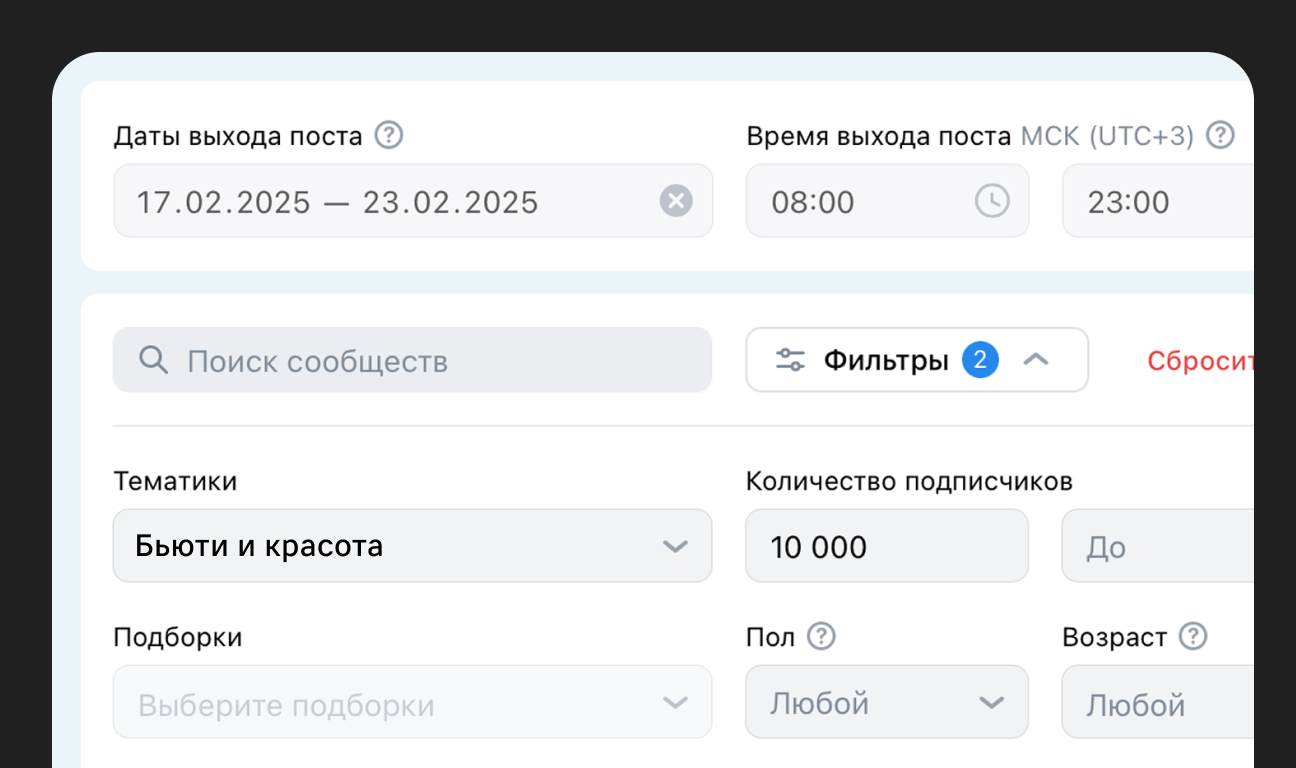 Даты выхода поста
Время выхода поста МСК (UTC+3)
17.02.2025 — 23.02.2025
08:00
23:00
Поиск сообществ
Фильтры 2
Сбросит
Тематики
Количество подписчиков
Бьюти и красота
10 000
До
Подборки
Пол
Возраст
Выберите подборки
Любой
Любой